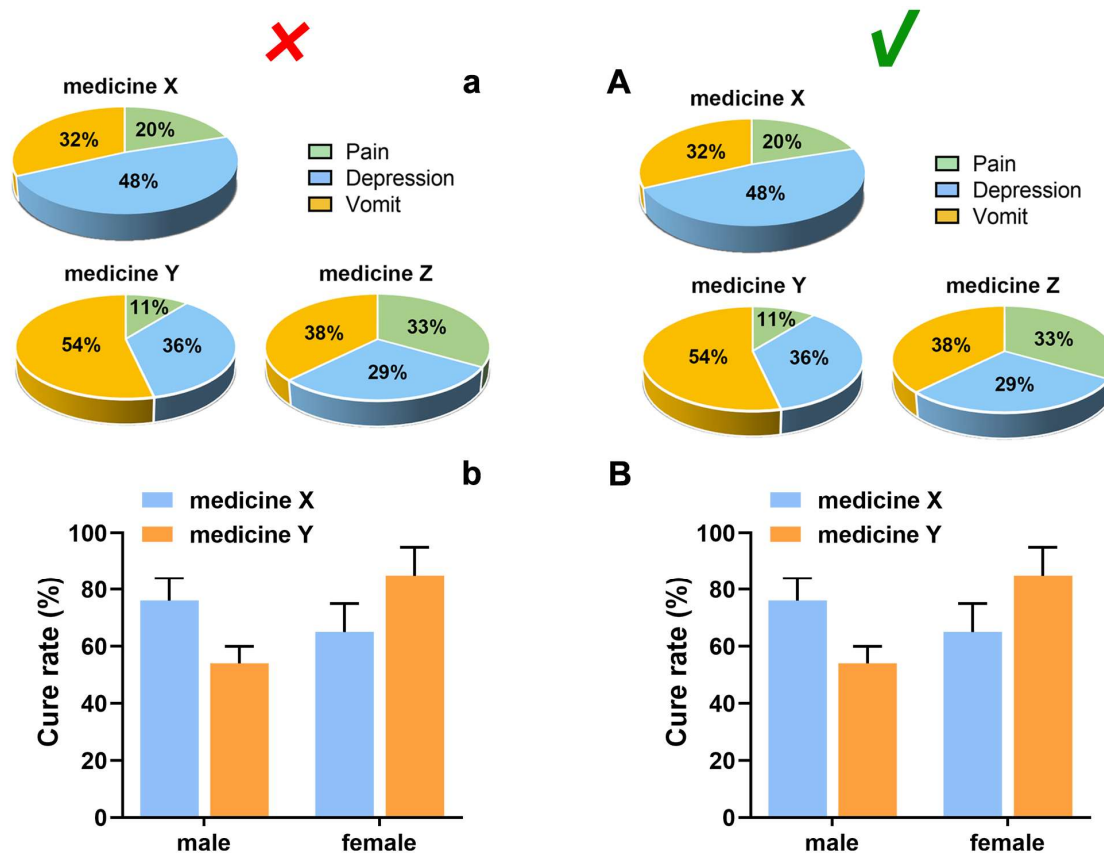 a
medicine X
32%
20%
48%
Pain
Depression
Vomit
medicine Y
11%
54%
36%
medicine Z
38%
33%
29%
b
medicine X
medicine Y
Cure rate (%)
100
80
60
40
20
0
male
female
A
medicine X
32%
20%
48%
Pain
Depression
Vomit
medicine Y
11%
54%
36%
medicine Z
38%
33%
29%
B
medicine X
medicine Y
Cure rate (%)
100
80
60
40
20
0
male
female